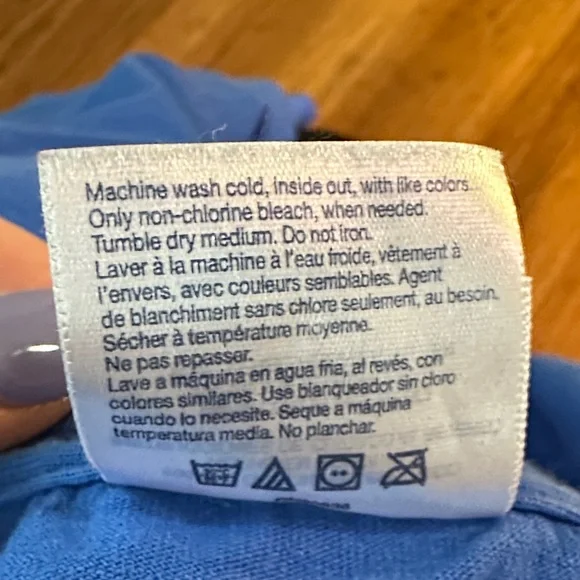 Machine wash cold, inside out, with like colors.
Only non-chlorine bleach, when needed.
Tumble dry medium. Do not iron.
Laver à la machine à l'eau froide, vêtement à
l'envers, avec couleurs semblables. Agent
de blanchiment sans chlore seulement, au besoin.
Sécher à température moyenne.
Ne pas repasser.
Lave a máquina en agua fria, al revés, con
colores similares. Use blanqueador sin cloro
cuando lo necesite. Seque a máquina
temperatura media. No planchar.